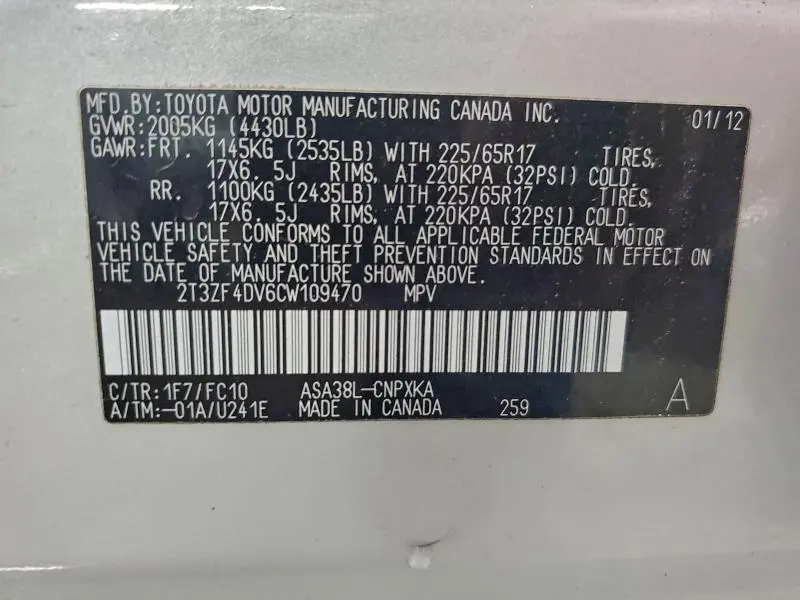 MFD.BY:TOYOTA MOTOR MANUFACTURING CANADA INC. 01/12
GVWR:2005KG (4430LB)
GAWR:FRT. 1145KG (2535LB) WITH 225/65R17 TIRES,
17X6. 5J RIMS, AT 220KPA (32PSI) COLD.
RR. 1100KG (2435LB) WITH 225/65R17 TIRES,
17X6. 5J RIMS, AT 220KPA (32PSI) COLD.
THIS VEHICLE CONFORMS TO ALL APPLICABLE FEDERAL MOTOR
VEHICLE SAFETY AND THEFT PREVENTION STANDARDS IN EFFECT ON
THE DATE OF MANUFACTURE SHOWN ABOVE.
2T3ZF4DV6CW109470 MPV
C/TR:1F7/FC10 ASA38L-CNPXKA
A/TM:-01A/U241E MADE IN CANADA 259 A